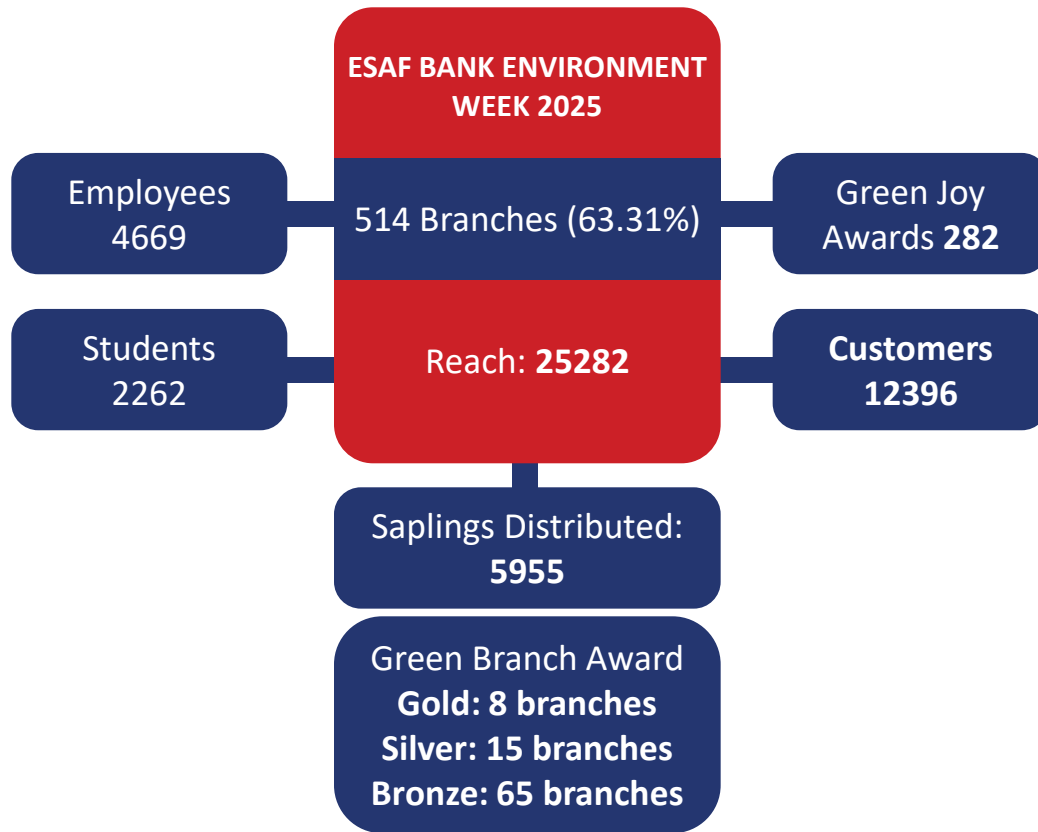 ESAF BANK ENVIRONMENT
WEEK 2025
Employees
4669
514 Branches (63.31%)
Green Joy
Awards 282
Students
2262
Reach: 25282
Customers
12396
Saplings Distributed:
5955
Green Branch Award
Gold: 8 branches
Silver: 15 branches
Bronze: 65 branches